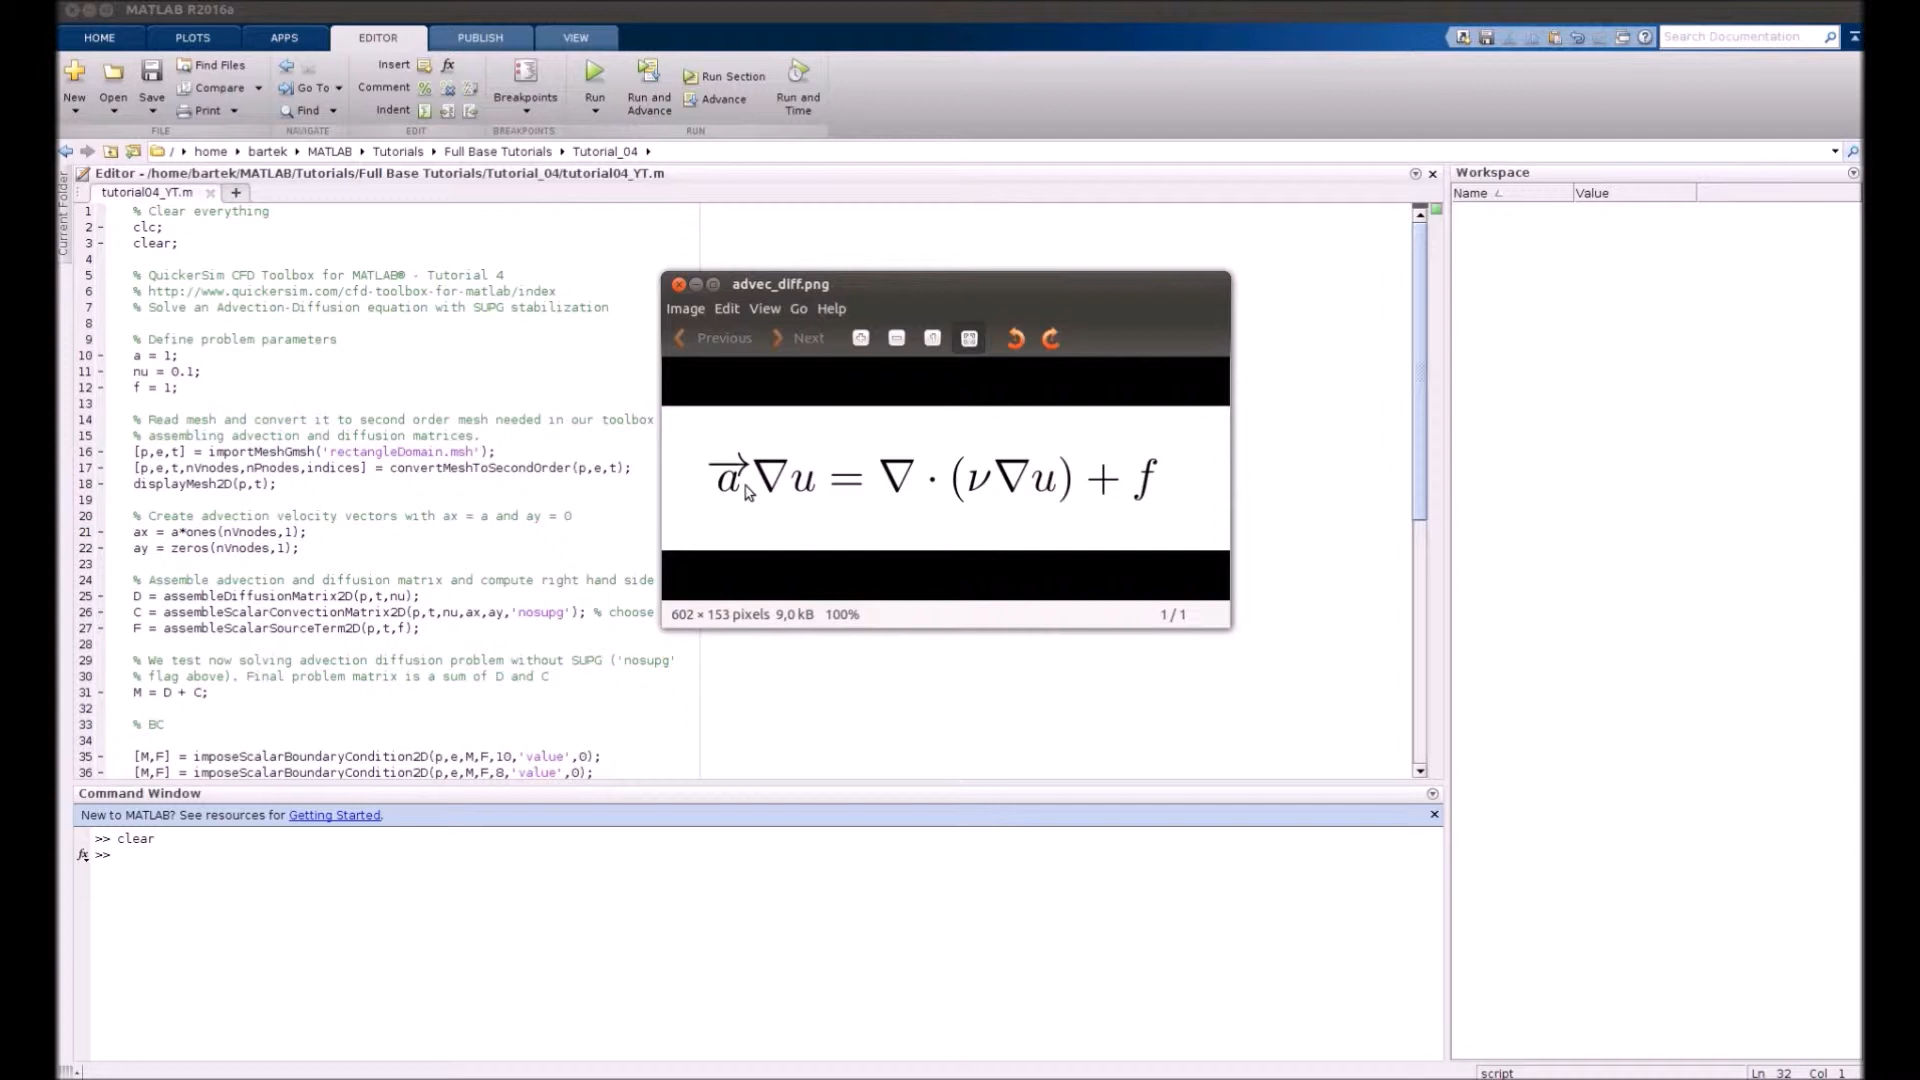 MATLAB R2016a
HOME PLOTS APPS EDITOR PUBLISH VIEW
Search Documentation
New Open Save Find Files Compare Print
FILE
Go To Find
NAVIGATE
Insert fx
Comment
Indent
EDIT
Breakpoints
BREAKPOINTS
Run Run and Advance Run Section Advance Run and Time
RUN
/ home bartek MATLAB Tutorials Full Base Tutorials Tutorial_04
Current Folder
Editor - /home/bartek/MATLAB/Tutorials/Full Base Tutorials/Tutorial_04/tutorial04_YT.m
tutorial04_YT.m +
1 % Clear everything
2 - clc;
3 - clear;
4
5 % QuickerSim CFD Toolbox for MATLAB® - Tutorial 4
6 % http://www.quickersim.com/cfd-toolbox-for-matlab/index
7 % Solve an Advection-Diffusion equation with SUPG stabilization
8
9 % Define problem parameters
10 - a = 1;
11 - nu = 0.1;
12 - f = 1;
13
14 % Read mesh and convert it to second order mesh needed in our toolbox
15 % assembling advection and diffusion matrices.
16 - [p,e,t] = importMeshGmsh('rectangleDomain.msh');
17 - [p,e,t,nVnodes,nPnodes,indices] = convertMeshToSecondOrder(p,e,t);
18 - displayMesh2D(p,t);
19
20 % Create advection velocity vectors with ax = a and ay = 0
21 - ax = a*ones(nVnodes,1);
22 - ay = zeros(nVnodes,1);
23
24 % Assemble advection and diffusion matrix and compute right hand side
25 - D = assembleDiffusionMatrix2D(p,t,nu);
26 - C = assembleScalarConvectionMatrix2D(p,t,nu,ax,ay,'nosupg'); % choose
27 - F = assembleScalarSourceTerm2D(p,t,f);
28
29 % We test now solving advection diffusion problem without SUPG ('nosupg'
30 % flag above). Final problem matrix is a sum of D and C
31 - M = D + C;
32
33 % BC
34
35 - [M,F] = imposeScalarBoundaryCondition2D(p,e,M,F,10,'value',0);
36 - [M,F] = imposeScalarBoundaryCondition2D(p,e,M,F,8,'value',0);
advec_diff.png
Image Edit View Go Help
Previous Next
a⃗∇u = ∇ · (ν∇u) + f
602 × 153 pixels 9,0 kB 100% 1 / 1
Workspace
Name Value
Command Window
New to MATLAB? See resources for Getting Started.
>> clear
fx >>
script Ln 32 Col 1